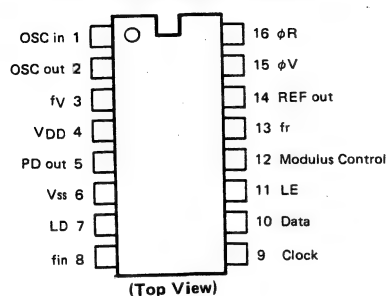 OSC in 1
OSC out 2
fV 3
VDD 4
PD out 5
Vss 6
LD 7
fin 8
16 φR
15 φV
14 REF out
13 fr
12 Modulus Control
11 LE
10 Data
9 Clock
(Top View)